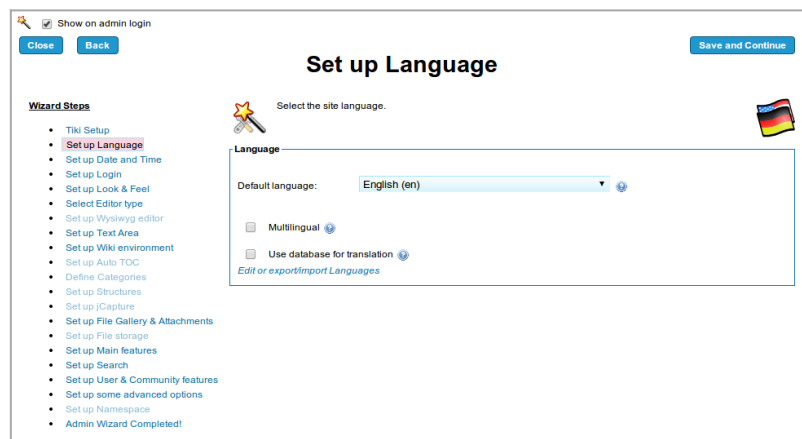 Show on admin login
Close Back Save and Continue
Set up Language
Wizard Steps
Tiki Setup
Set up Language
Set up Date and Time
Set up Login
Set up Look & Feel
Select Editor type
Set up Wysiwyg editor
Set up Text Area
Set up Wiki environment
Set up Auto TOC
Define Categories
Set up Structures
Set up jCapture
Set up File Gallery & Attachments
Set up File storage
Set up Main features
Set up Search
Set up User & Community features
Set up some advanced options
Set up Namespace
Admin Wizard Completed!
Select the site language.
Language
Default language: English (en)
Multilingual
Use database for translation
Edit or export/import Languages